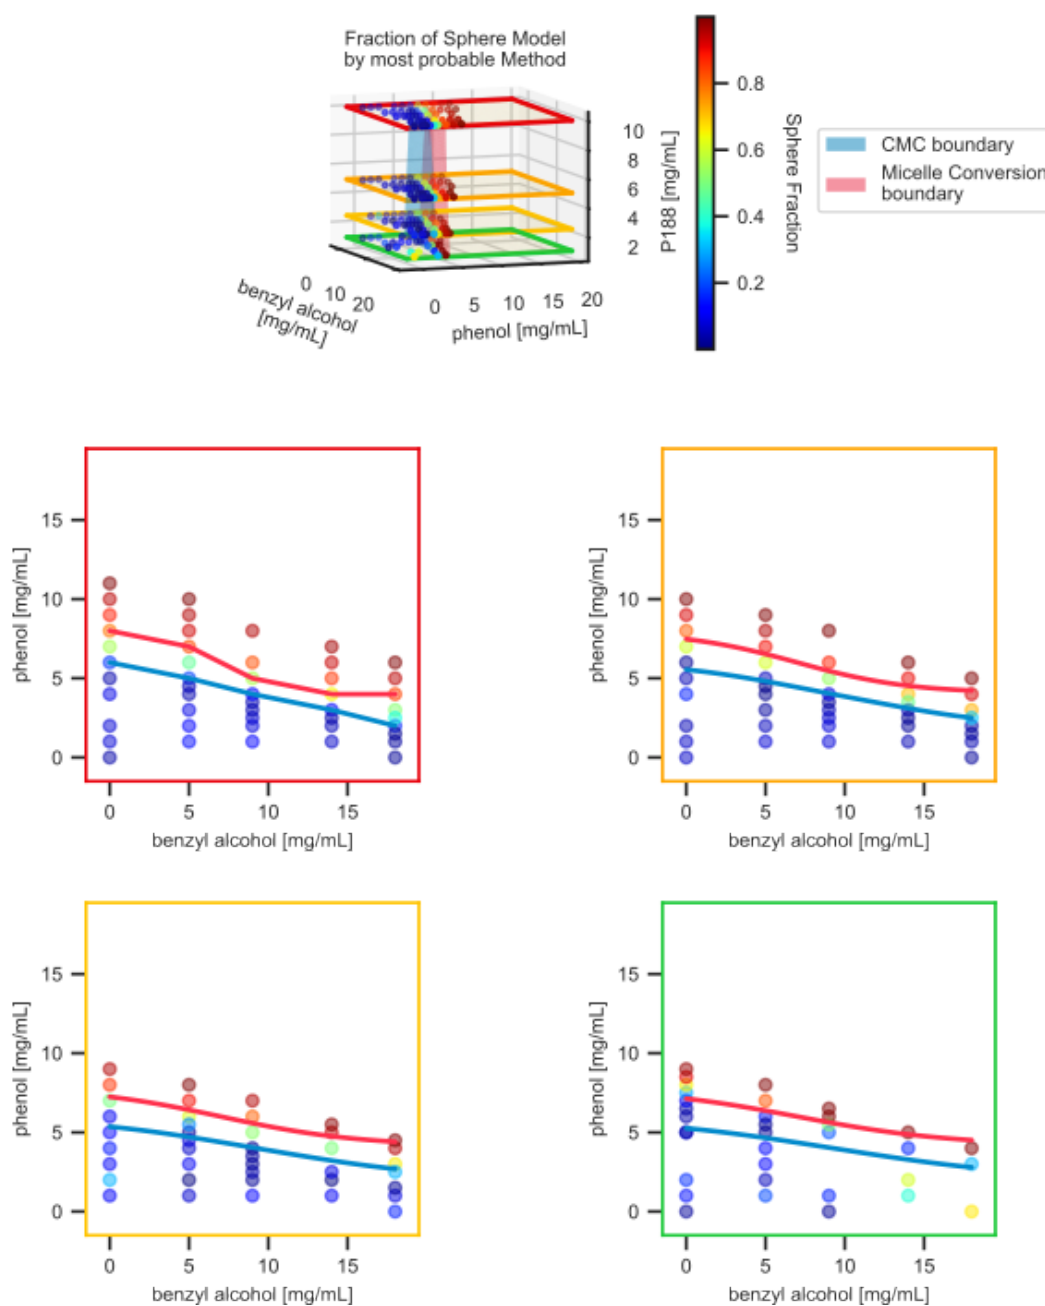 Fraction of Sphere Model
by most probable Method
10
8
6
4
2
P188 [mg/mL]
0
10
20
benzyl alcohol
[mg/mL]
0
5
10
15
20
phenol [mg/mL]
0.8
0.6
0.4
0.2
Sphere Fraction
CMC boundary
Micelle Conversion
boundary
15
10
5
0
phenol [mg/mL]
0
5
10
15
benzyl alcohol [mg/mL]
15
10
5
0
phenol [mg/mL]
0
5
10
15
benzyl alcohol [mg/mL]
15
10
5
0
phenol [mg/mL]
0
5
10
15
benzyl alcohol [mg/mL]
15
10
5
0
phenol [mg/mL]
0
5
10
15
benzyl alcohol [mg/mL]